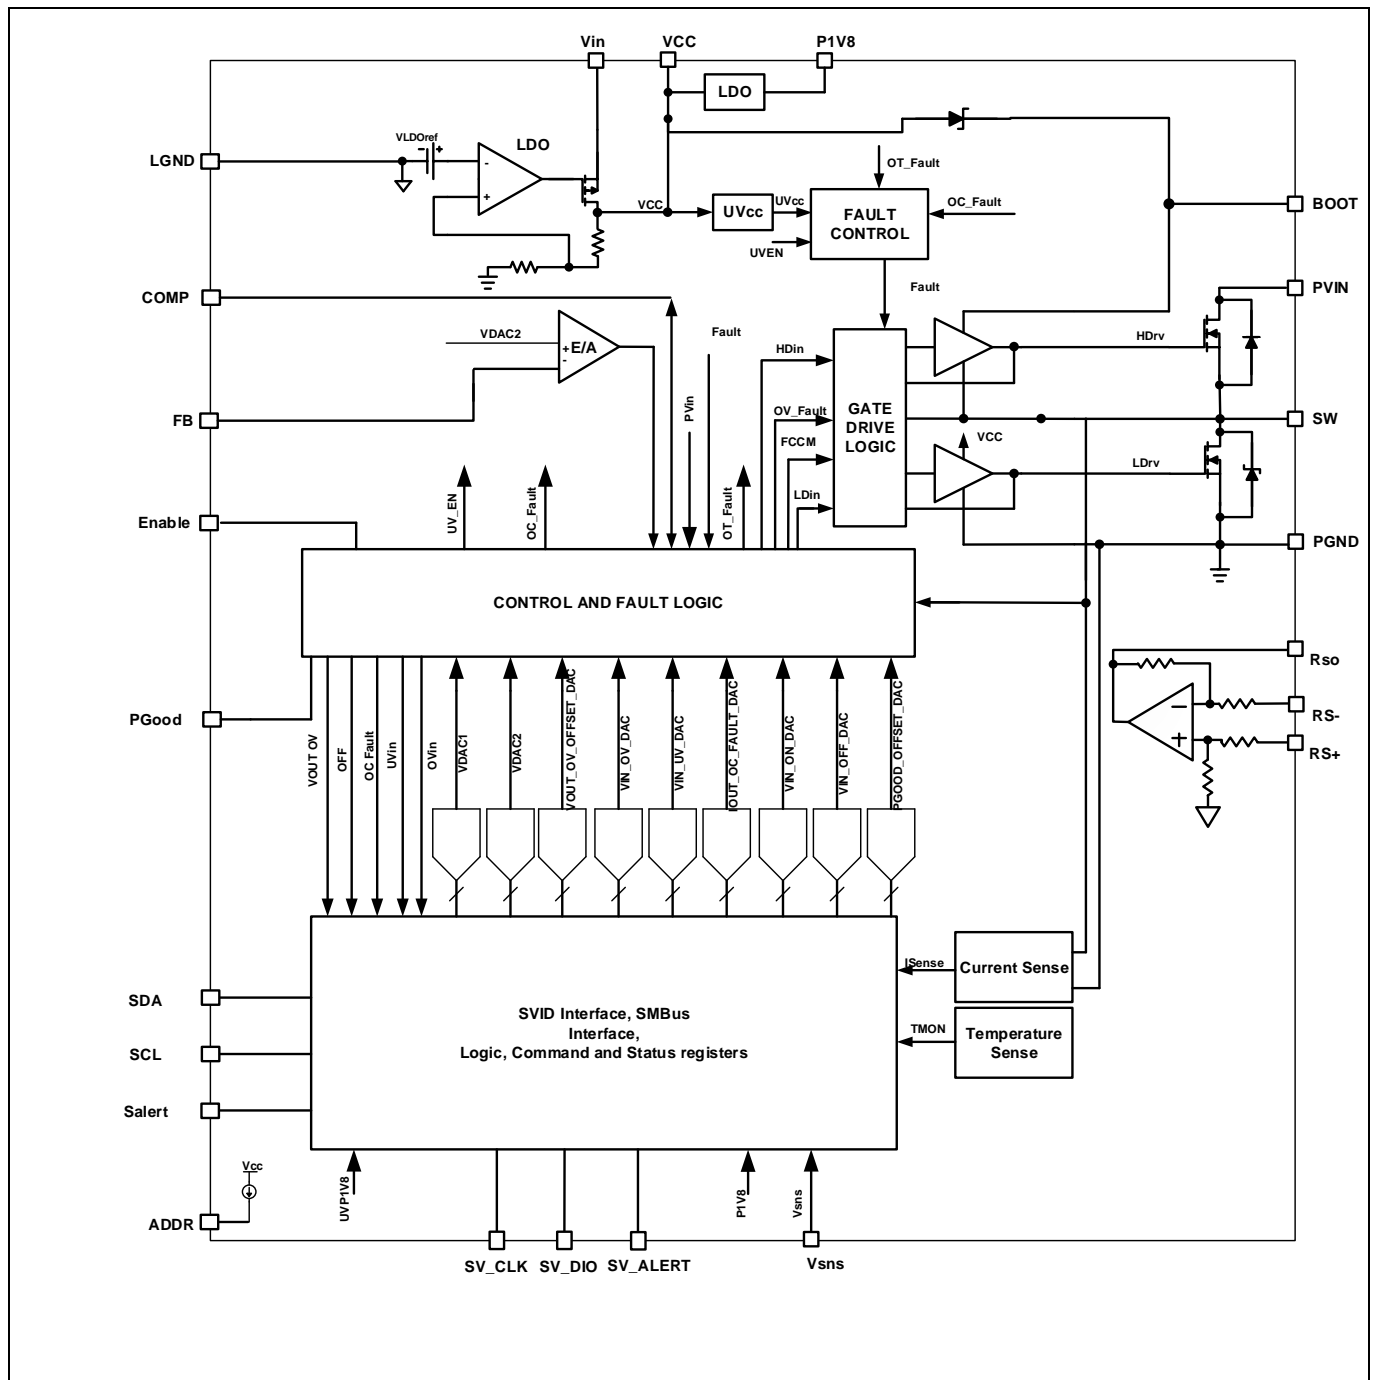 Vin
VCC
P1V8
LDO
VLDOref
- +
LDO
LGND
-
+
OT_Fault
VCC
UVcc
UVcc
FAULT
CONTROL
OC_Fault
BOOT
UVEN
COMP
Fault
PVIN
VDAC2
+E/A
-
Fault
HDin
HDrv
PVin
FB
OV_Fault
GATE
DRIVE
LOGIC
SW
FCCM
VCC
LDrv
LDin
UV_EN
OC_Fault
OT_Fault
Enable
PGND
CONTROL AND FAULT LOGIC
Rso
RS-
RS+
−
+
PGood
VOUT OV
OFF
OC Fault
UVin
OVin
VDAC1
VDAC2
VOUT_OV_OFFSET_DAC
VIN_OV_DAC
VIN_UV_DAC
IOUT_OC_FAULT_DAC
VIN_ON_DAC
VIN_OFF_DAC
PGOOD_OFFSET_DAC
ISense
Current Sense
SDA
SVID Interface, SMBus
Interface,
Logic, Command and Status registers
TMON
Temperature
Sense
SCL
Salert
Vcc
ADDR
UVP1V8
P1V8
Vsns
SV_CLK
SV_DIO
SV_ALERT
Vsns